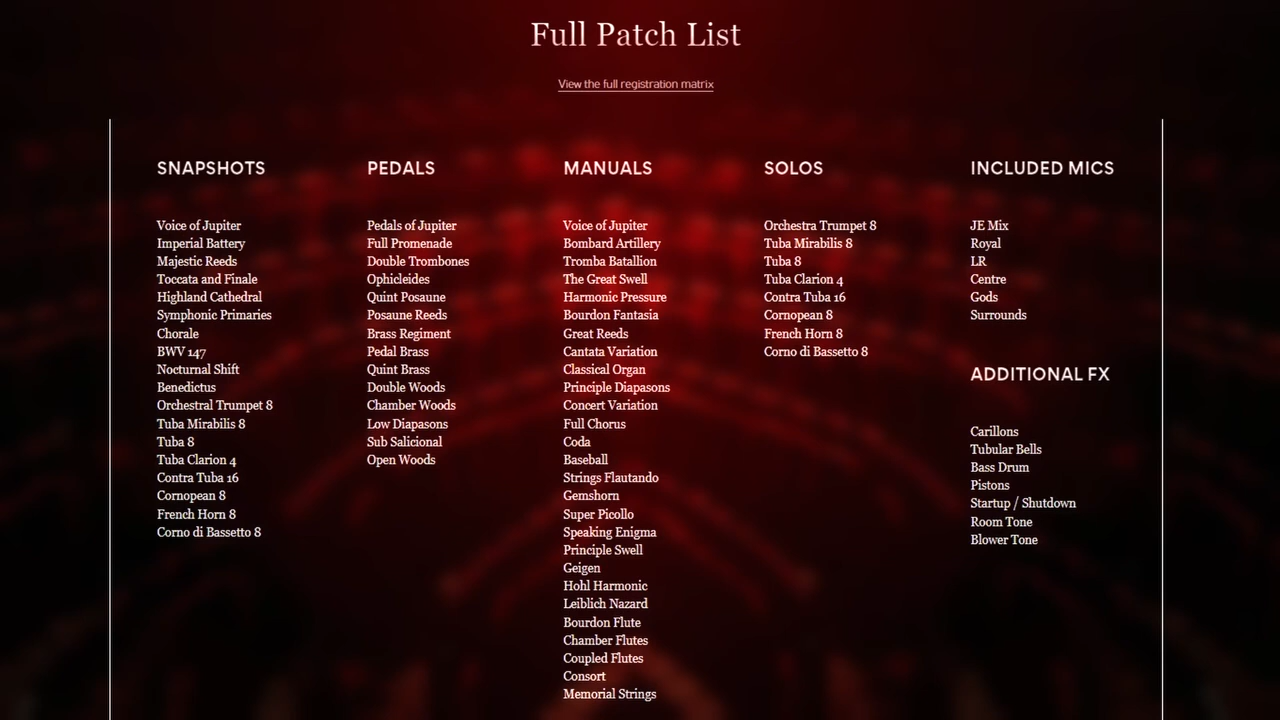 Full Patch List
View the full registration matrix
SNAPSHOTS
Voice of Jupiter
Imperial Battery
Majestic Reeds
Toccata and Finale
Highland Cathedral
Symphonic Primaries
Chorale
BWV 147
Nocturnal Shift
Benedictus
Orchestral Trumpet 8
Tuba Mirabilis 8
Tuba 8
Tuba Clarion 4
Contra Tuba 16
Cornopean 8
French Horn 8
Corno di Bassetto 8
PEDALS
Pedals of Jupiter
Full Promenade
Double Trombones
Ophicleides
Quint Posaune
Posaune Reeds
Brass Regiment
Pedal Brass
Quint Brass
Double Woods
Chamber Woods
Low Diapasons
Sub Salicional
Open Woods
MANUALS
Voice of Jupiter
Bombard Artillery
Tromba Batallion
The Great Swell
Harmonic Pressure
Bourdon Fantasia
Great Reeds
Cantata Variation
Classical Organ
Principle Diapasons
Concert Variation
Full Chorus
Coda
Baseball
Strings Flautando
Gemshorn
Super Picollo
Speaking Enigma
Principle Swell
Geigen
Hohl Harmonic
Leiblich Nazard
Bourdon Flute
Chamber Flutes
Coupled Flutes
Consort
Memorial Strings
SOLOS
Orchestra Trumpet 8
Tuba Mirabilis 8
Tuba 8
Tuba Clarion 4
Contra Tuba 16
Cornopean 8
French Horn 8
Corno di Bassetto 8
INCLUDED MICS
JE Mix
Royal
LR
Centre
Gods
Surrounds
ADDITIONAL FX
Carillons
Tubular Bells
Bass Drum
Pistons
Startup / Shutdown
Room Tone
Blower Tone